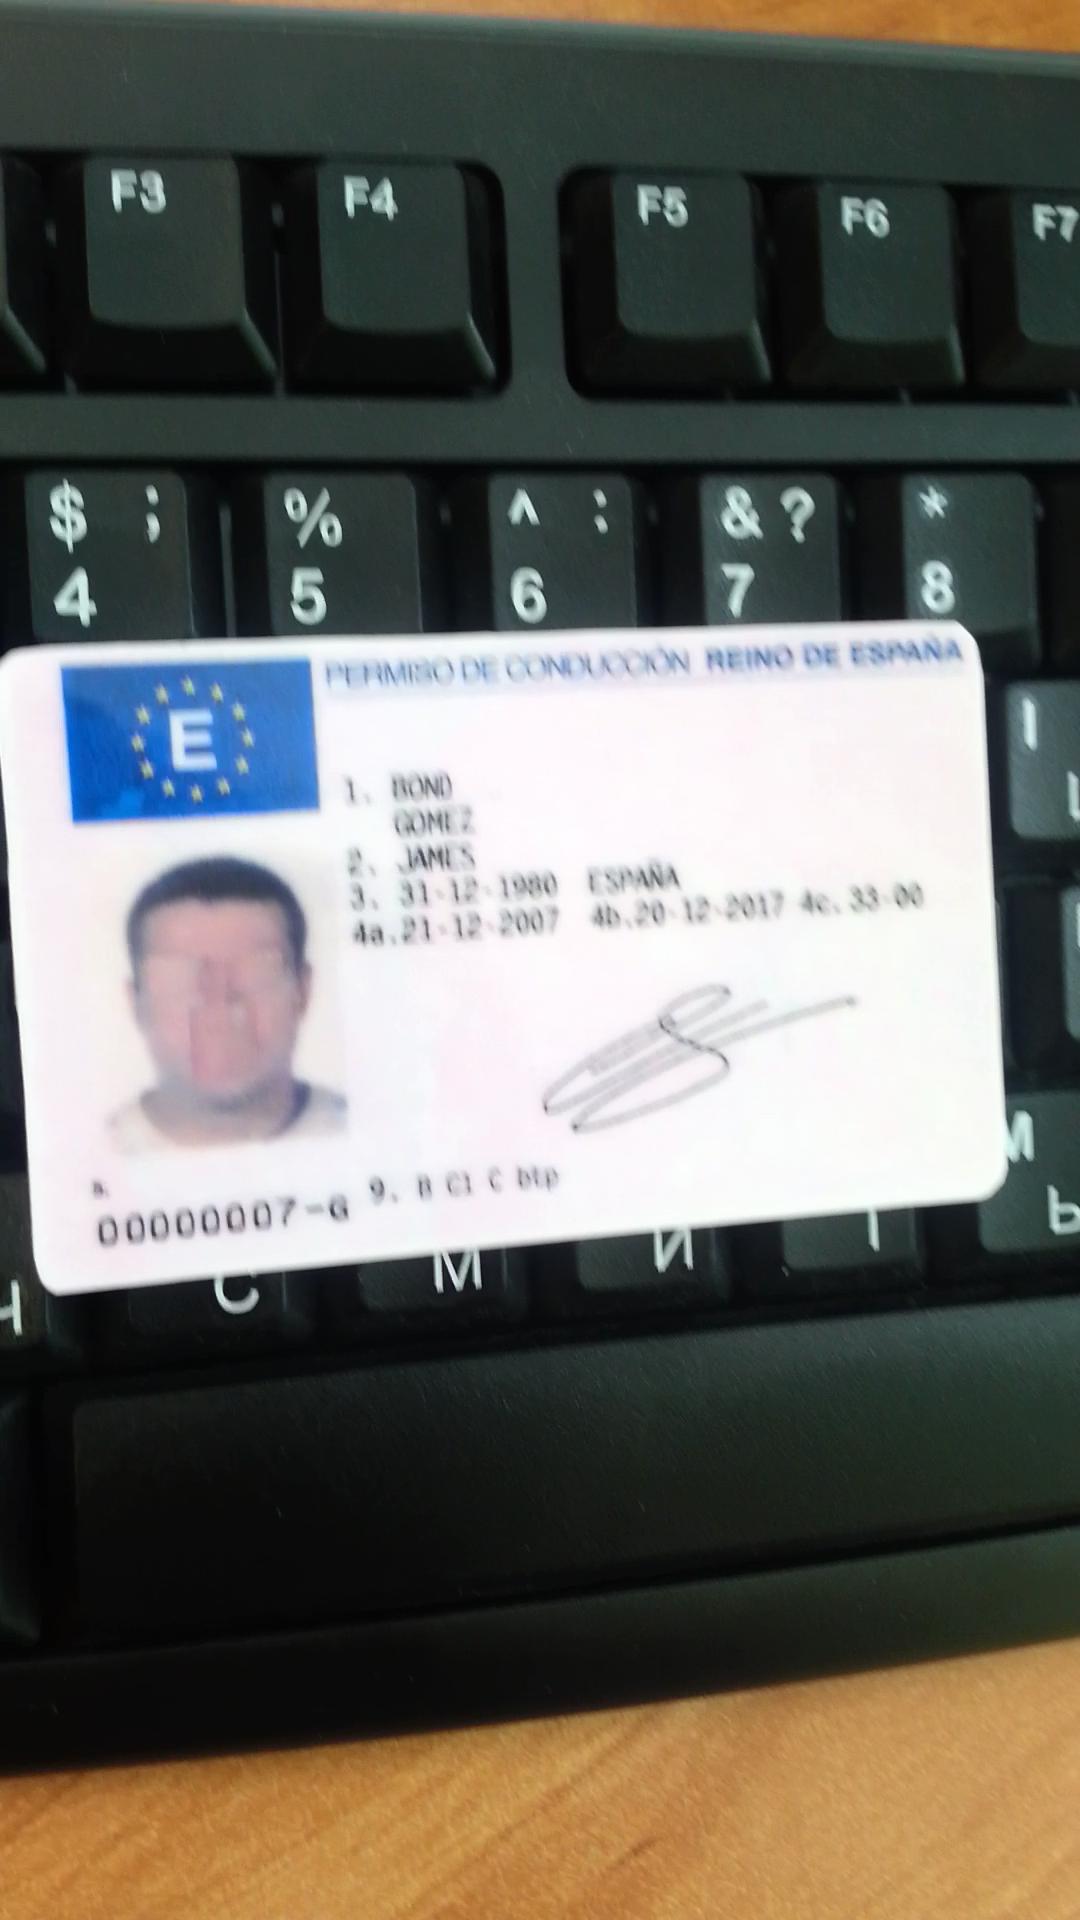 F3 F4 F5 F6 F7
$ ; % ^ : & ? *
4 5 6 7 8
E
PERMISO DE CONDUCCIÓN REINO DE ESPAÑA
1. BOND
GOMEZ
2. JAMES
3. 31-12-1980 ESPAÑA
4a.21-12-2007 4b.20-12-2017 4c.33-00
9. B C1 C btp
00000007-G
С М И Т Ь